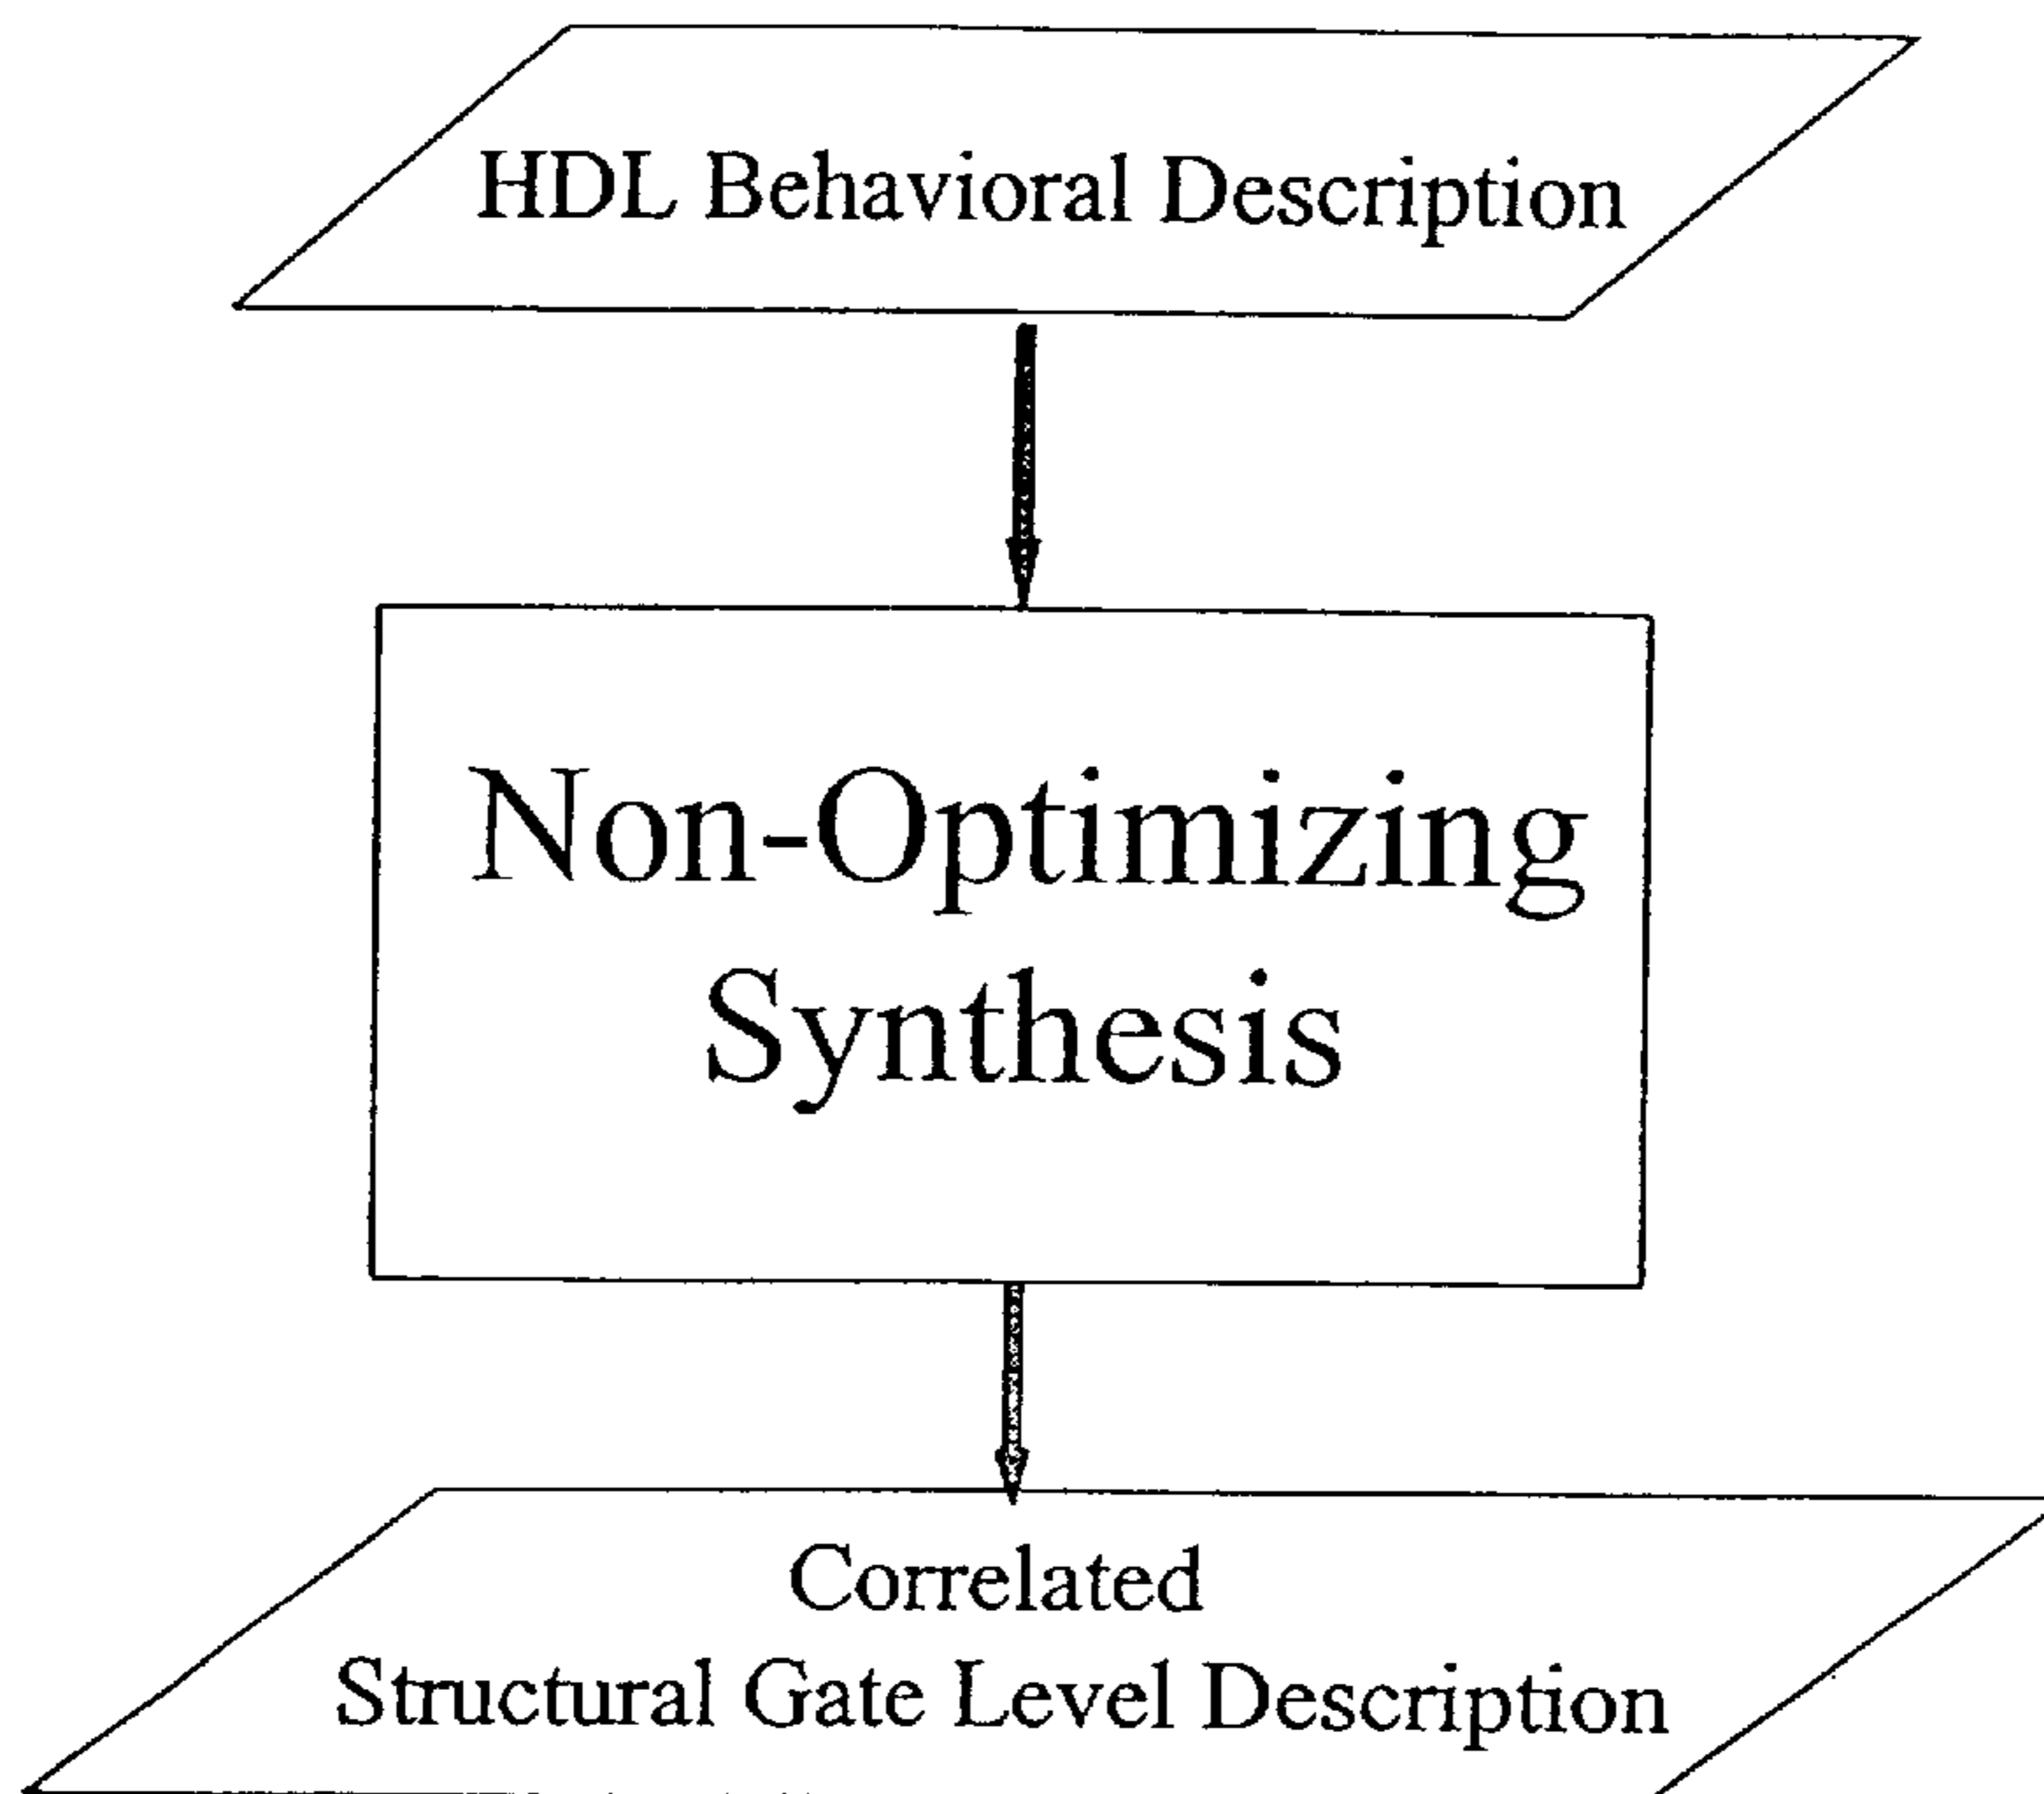 HDL Behavioral Description
Non-Optimizing
Synthesis
Correlated
Structural Gate Level Description